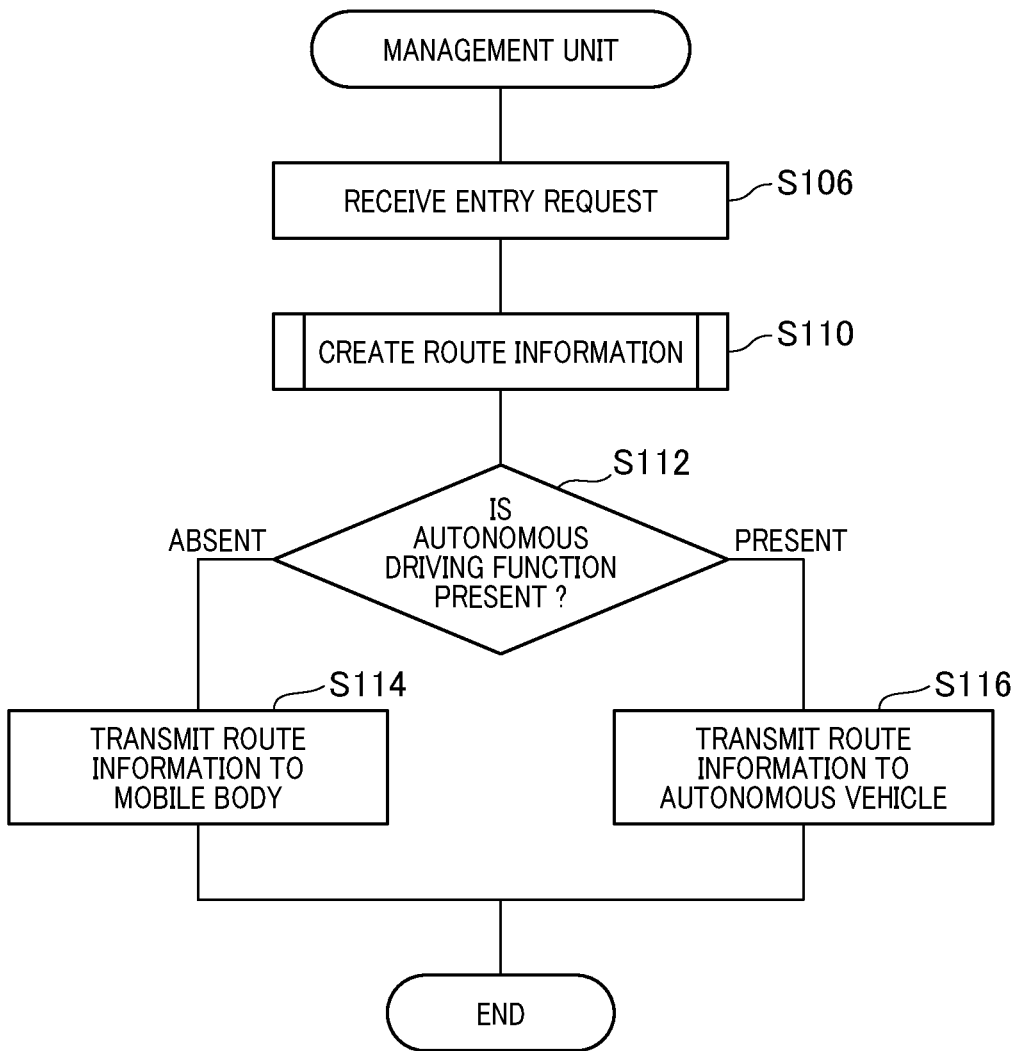 MANAGEMENT UNIT
RECEIVE ENTRY REQUEST
S106
CREATE ROUTE INFORMATION
S110
S112
IS
AUTONOMOUS
DRIVING FUNCTION
PRESENT ?
ABSENT
PRESENT
S114
TRANSMIT ROUTE
INFORMATION TO
MOBILE BODY
S116
TRANSMIT ROUTE
INFORMATION TO
AUTONOMOUS VEHICLE
END